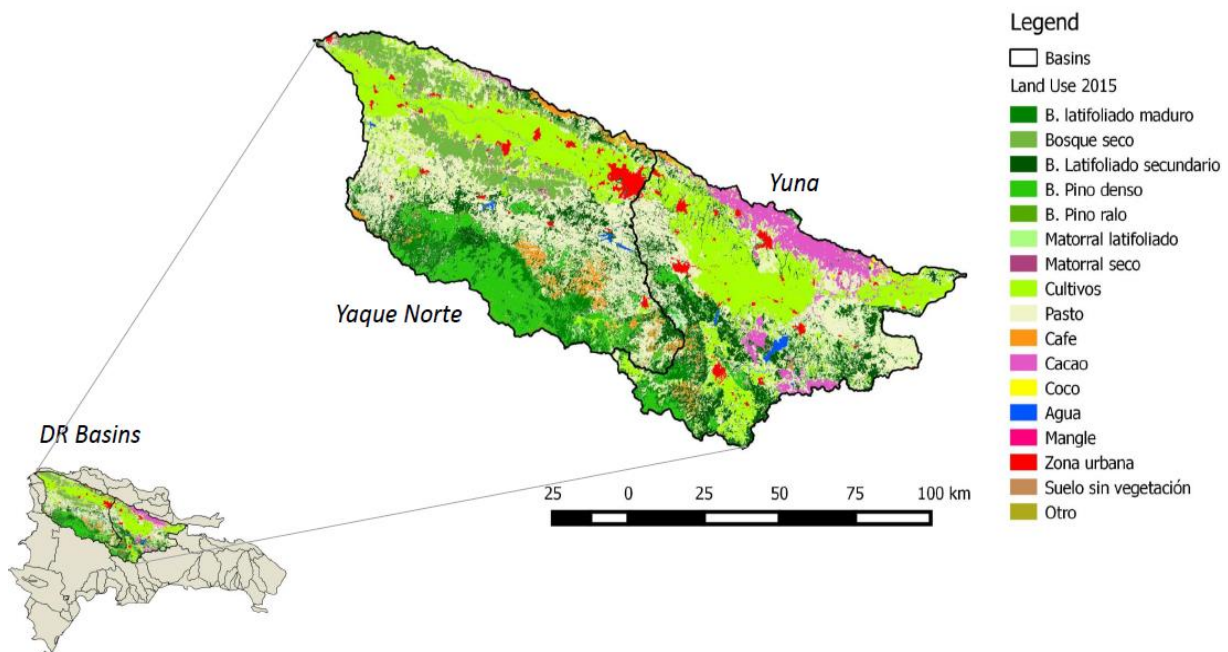 Legend
Basins
Land Use 2015
B. latifoliado maduro
Bosque seco
B. Latifoliado secundario
B. Pino denso
B. Pino ralo
Matorral latifoliado
Matorral seco
Cultivos
Pasto
Cafe
Cacao
Coco
Agua
Mangle
Zona urbana
Suelo sin vegetación
Otro
Yuna
Yaque Norte
DR Basins
25 0 25 50 75 100 km